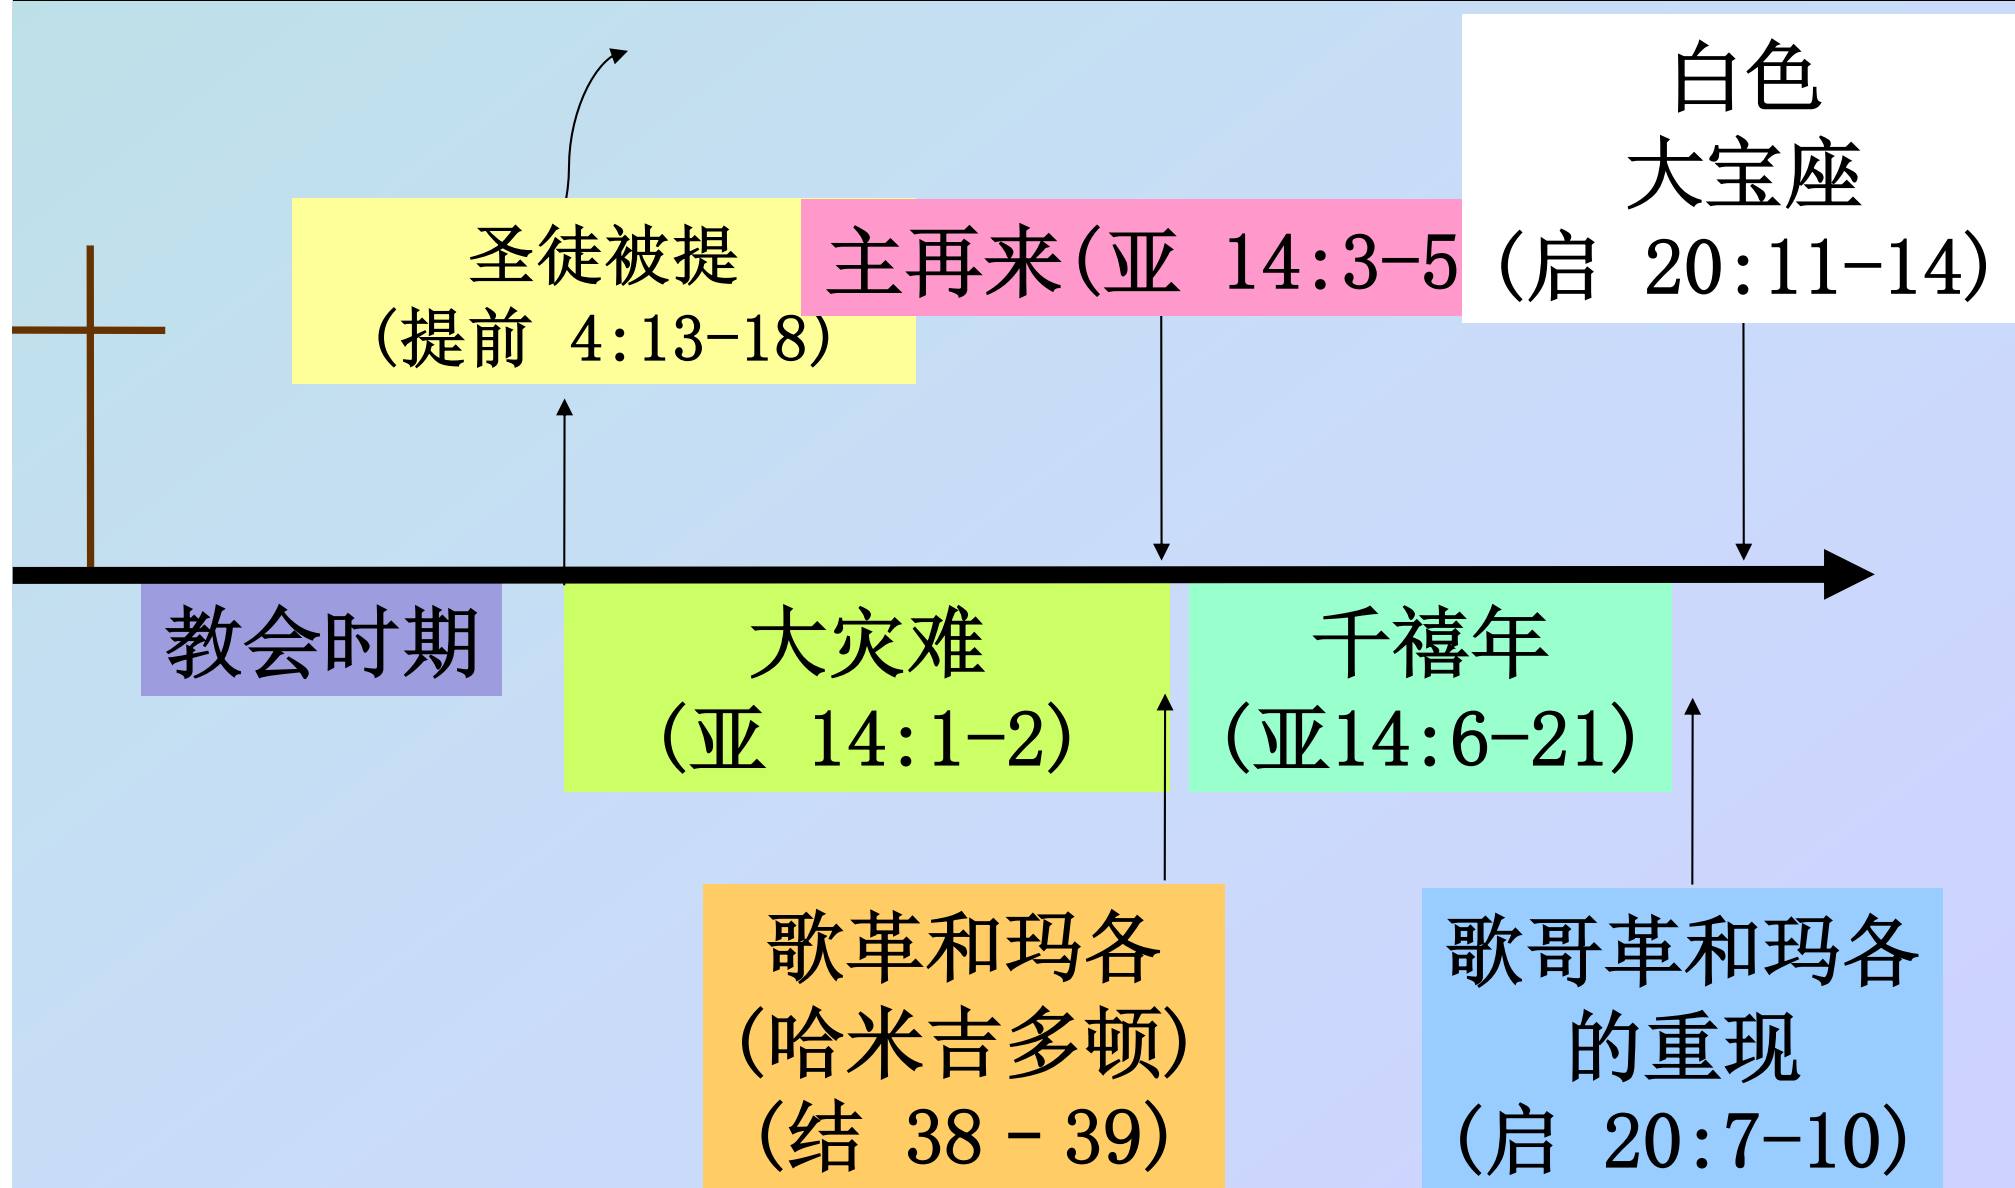 白色
大宝座
(启 20:11-14)
圣徒被提
(提前 4:13-18)
主再来(亚 14:3-5
教会时期
大灾难
(亚 14:1-2)
千禧年
(亚14:6-21)
歌革和玛各
(哈米吉多顿)
(结 38 - 39)
歌哥革和玛各
的重现
(启 20:7-10)